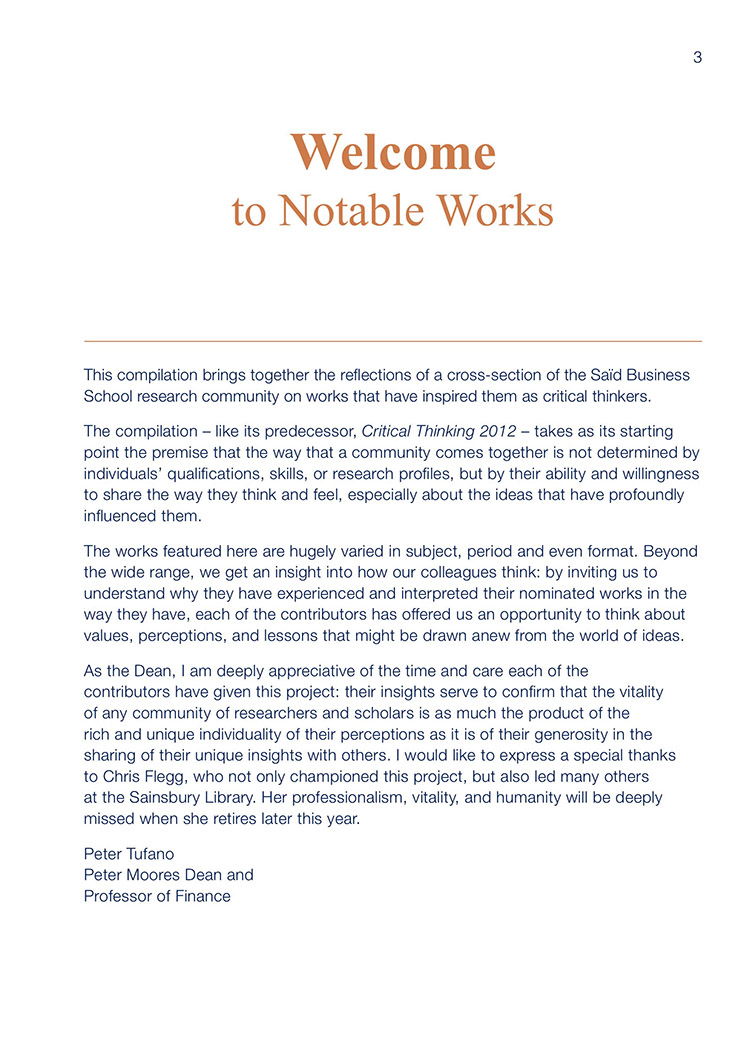 3
Welcome
to Notable Works
This compilation brings together the reflections of a cross-section of the Saïd Business
School research community on works that have inspired them as critical thinkers.
The compilation – like its predecessor, Critical Thinking 2012 – takes as its starting
point the premise that the way that a community comes together is not determined by
individuals’ qualifications, skills, or research profiles, but by their ability and willingness
to share the way they think and feel, especially about the ideas that have profoundly
influenced them.
The works featured here are hugely varied in subject, period and even format. Beyond
the wide range, we get an insight into how our colleagues think: by inviting us to
understand why they have experienced and interpreted their nominated works in the
way they have, each of the contributors has offered us an opportunity to think about
values, perceptions, and lessons that might be drawn anew from the world of ideas.
As the Dean, I am deeply appreciative of the time and care each of the
contributors have given this project: their insights serve to confirm that the vitality
of any community of researchers and scholars is as much the product of the
rich and unique individuality of their perceptions as it is of their generosity in the
sharing of their unique insights with others. I would like to express a special thanks
to Chris Flegg, who not only championed this project, but also led many others
at the Sainsbury Library. Her professionalism, vitality, and humanity will be deeply
missed when she retires later this year.
Peter Tufano
Peter Moores Dean and
Professor of Finance